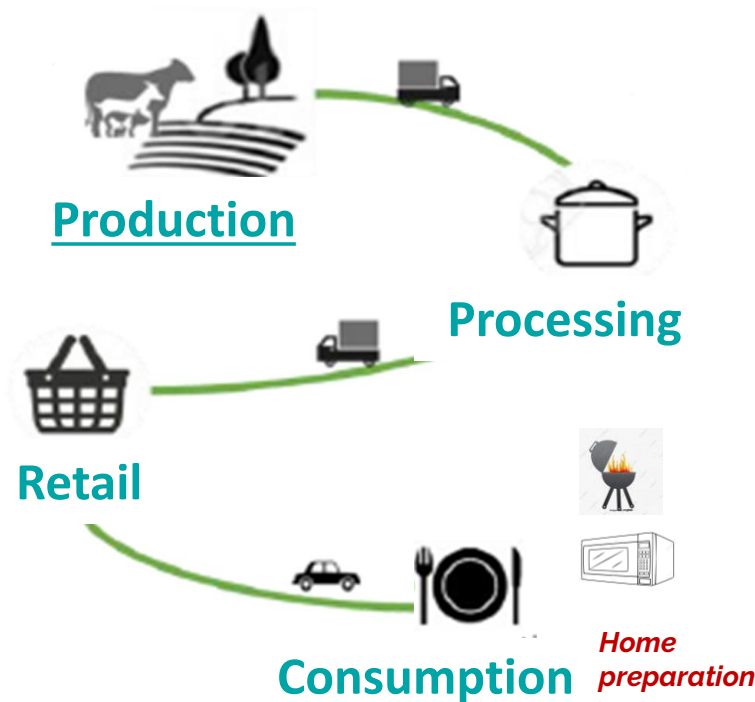 Production
Processing
Retail
Consumption
Home
preparation